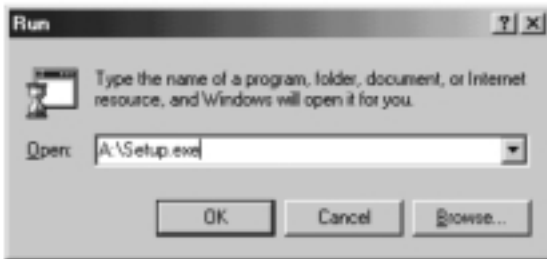 Run
Type the name of a program, folder, document, or Internet
resource, and Windows will open it for you.
Open: A:\Setup.exe
OK Cancel Browse...